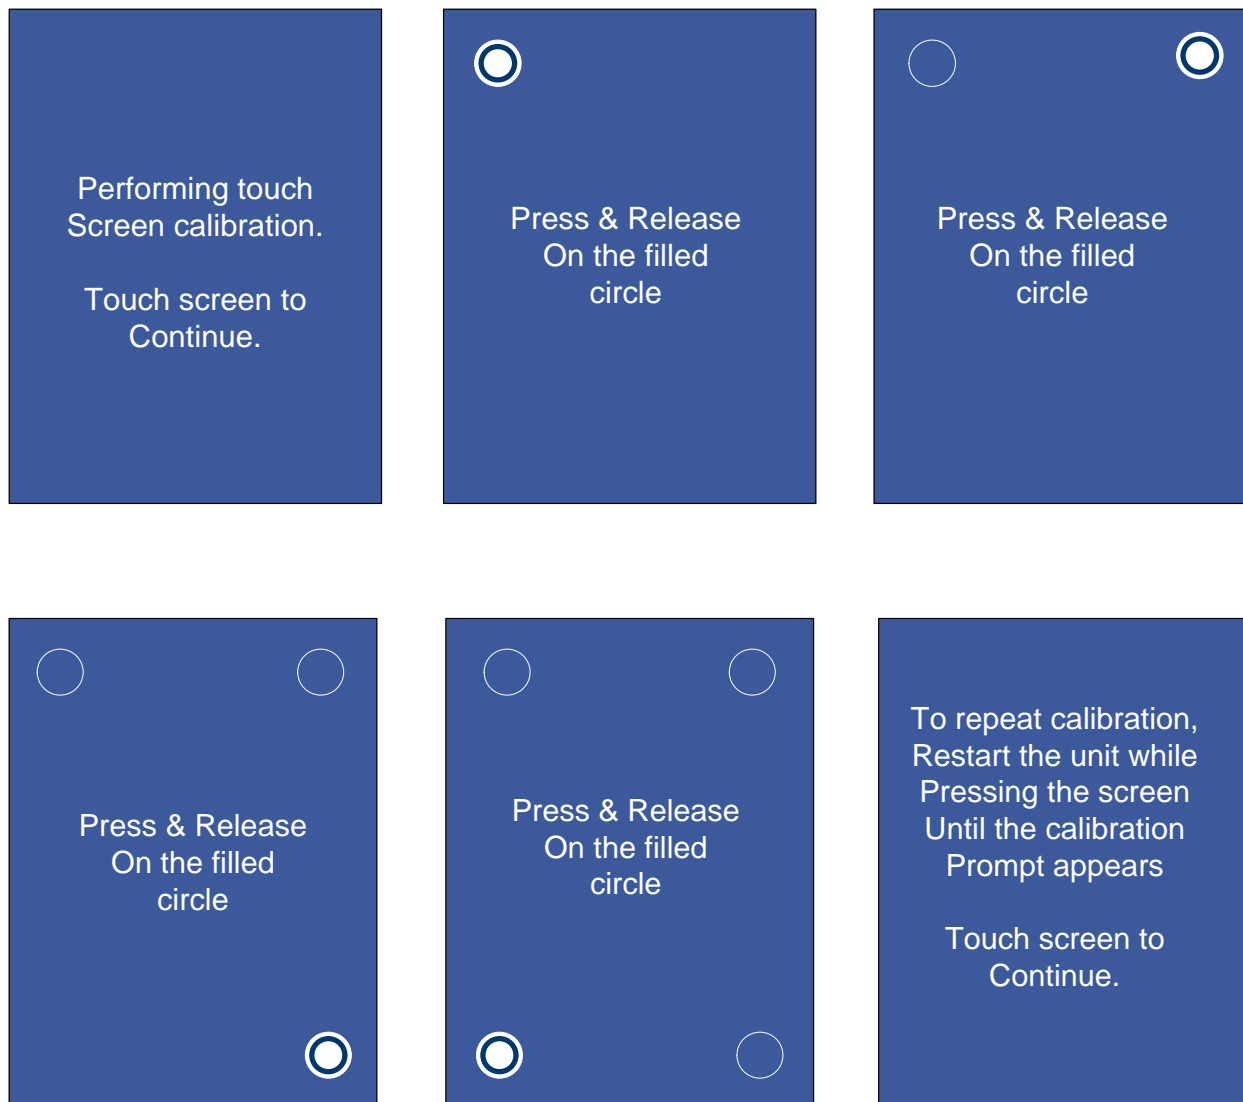 Performing touch
Screen calibration.
Touch screen to
Continue.
Press & Release
On the filled
circle
Press & Release
On the filled
circle
Press & Release
On the filled
circle
Press & Release
On the filled
circle
To repeat calibration,
Restart the unit while
Pressing the screen
Until the calibration
Prompt appears
Touch screen to
Continue.